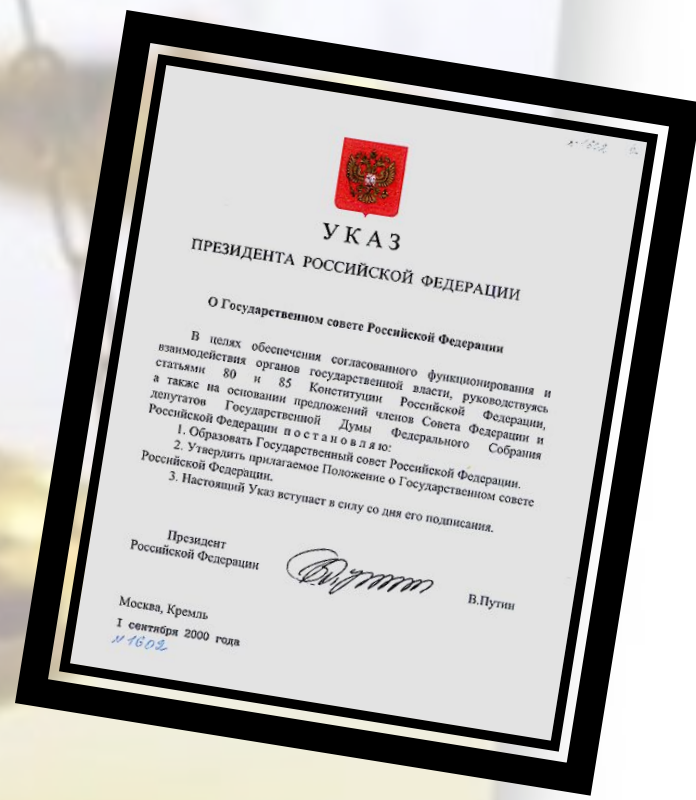 №1602
УКАЗ
ПРЕЗИДЕНТА РОССИЙСКОЙ ФЕДЕРАЦИИ
О Государственном совете Российской Федерации
В целях обеспечения согласованного функционирования и
взаимодействия органов государственной власти, руководствуясь
статьями 80 и 85 Конституции Российской Федерации,
а также на основании предложений членов Совета Федерации и
депутатов Государственной Думы Федерального Собрания
Российской Федерации п о с т а н о в л я ю:
1. Образовать Государственный совет Российской Федерации.
2. Утвердить прилагаемое Положение о Государственном совете
Российской Федерации.
3. Настоящий Указ вступает в силу со дня его подписания.
Президент
Российской Федерации
В.Путин
Москва, Кремль
1 сентября 2000 года
№1602